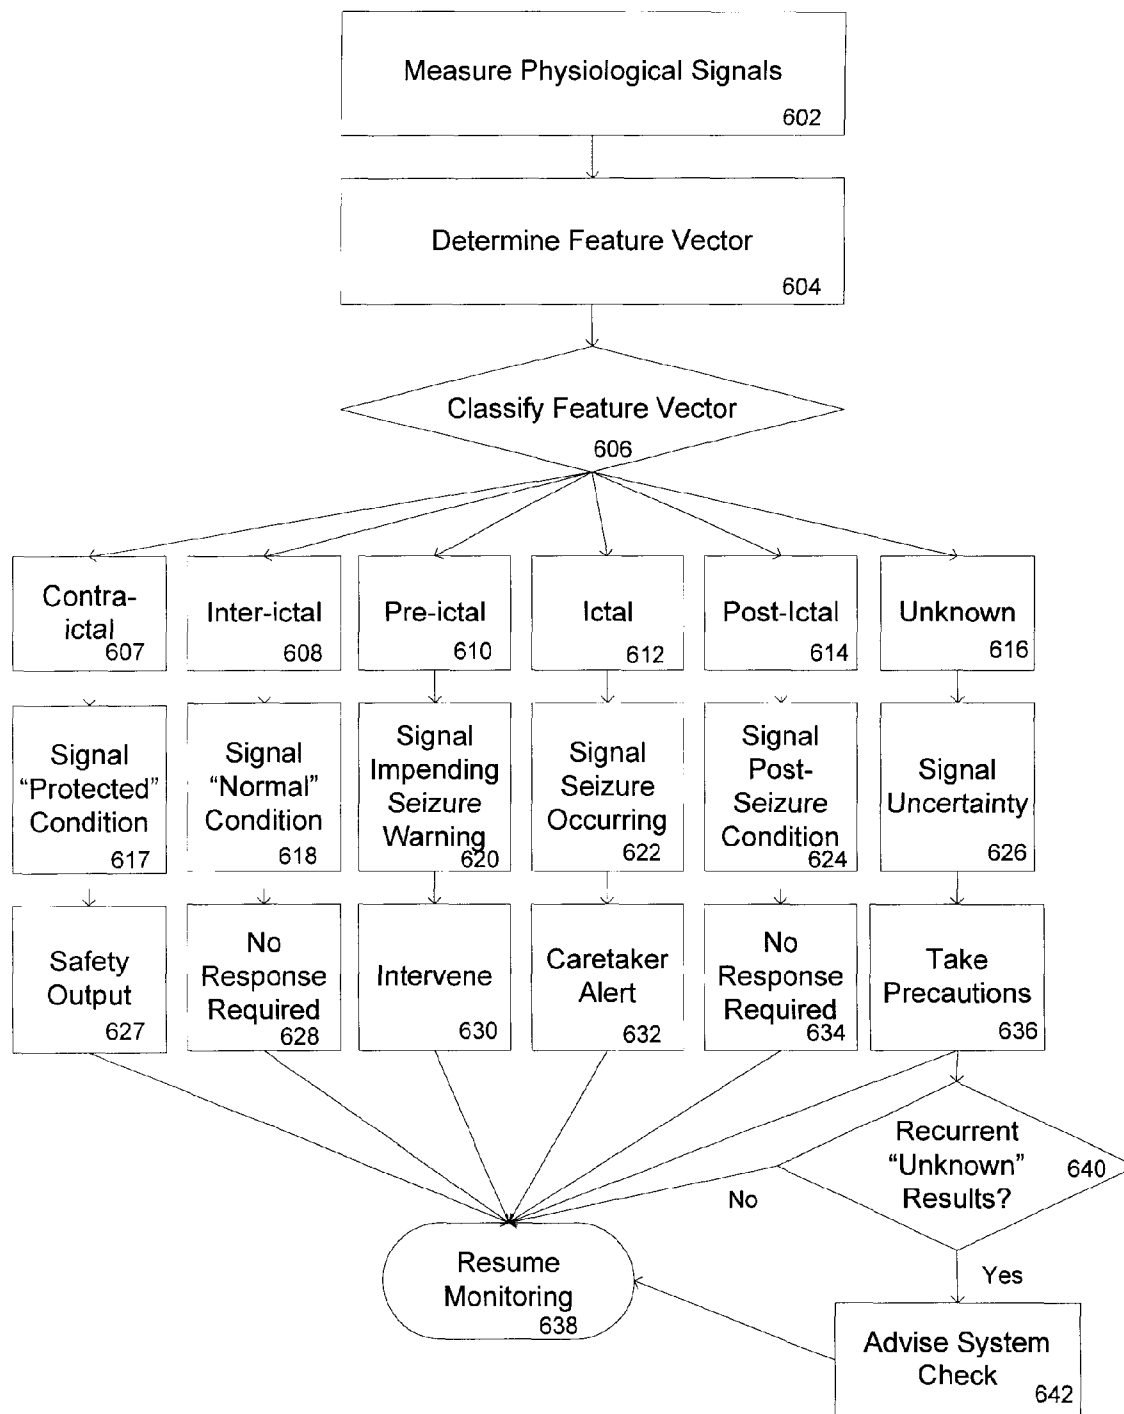 Measure Physiological Signals
602
Determine Feature Vector
604
Classify Feature Vector
606
Contra-
ictal
607
Inter-ictal
608
Pre-ictal
610
Ictal
612
Post-Ictal
614
Unknown
616
Signal
“Protected”
Condition
617
Signal
“Normal”
Condition
618
Signal
Impending
Seizure
Warning
620
Signal
Seizure
Occurring
622
Signal
Post-
Seizure
Condition
624
Signal
Uncertainty
626
Safety
Output
627
No
Response
Required
628
Intervene
630
Caretaker
Alert
632
No
Response
Required
634
Take
Precautions
636
Recurrent
“Unknown”
Results?
640
No
Yes
Resume
Monitoring
638
Advise System
Check
642